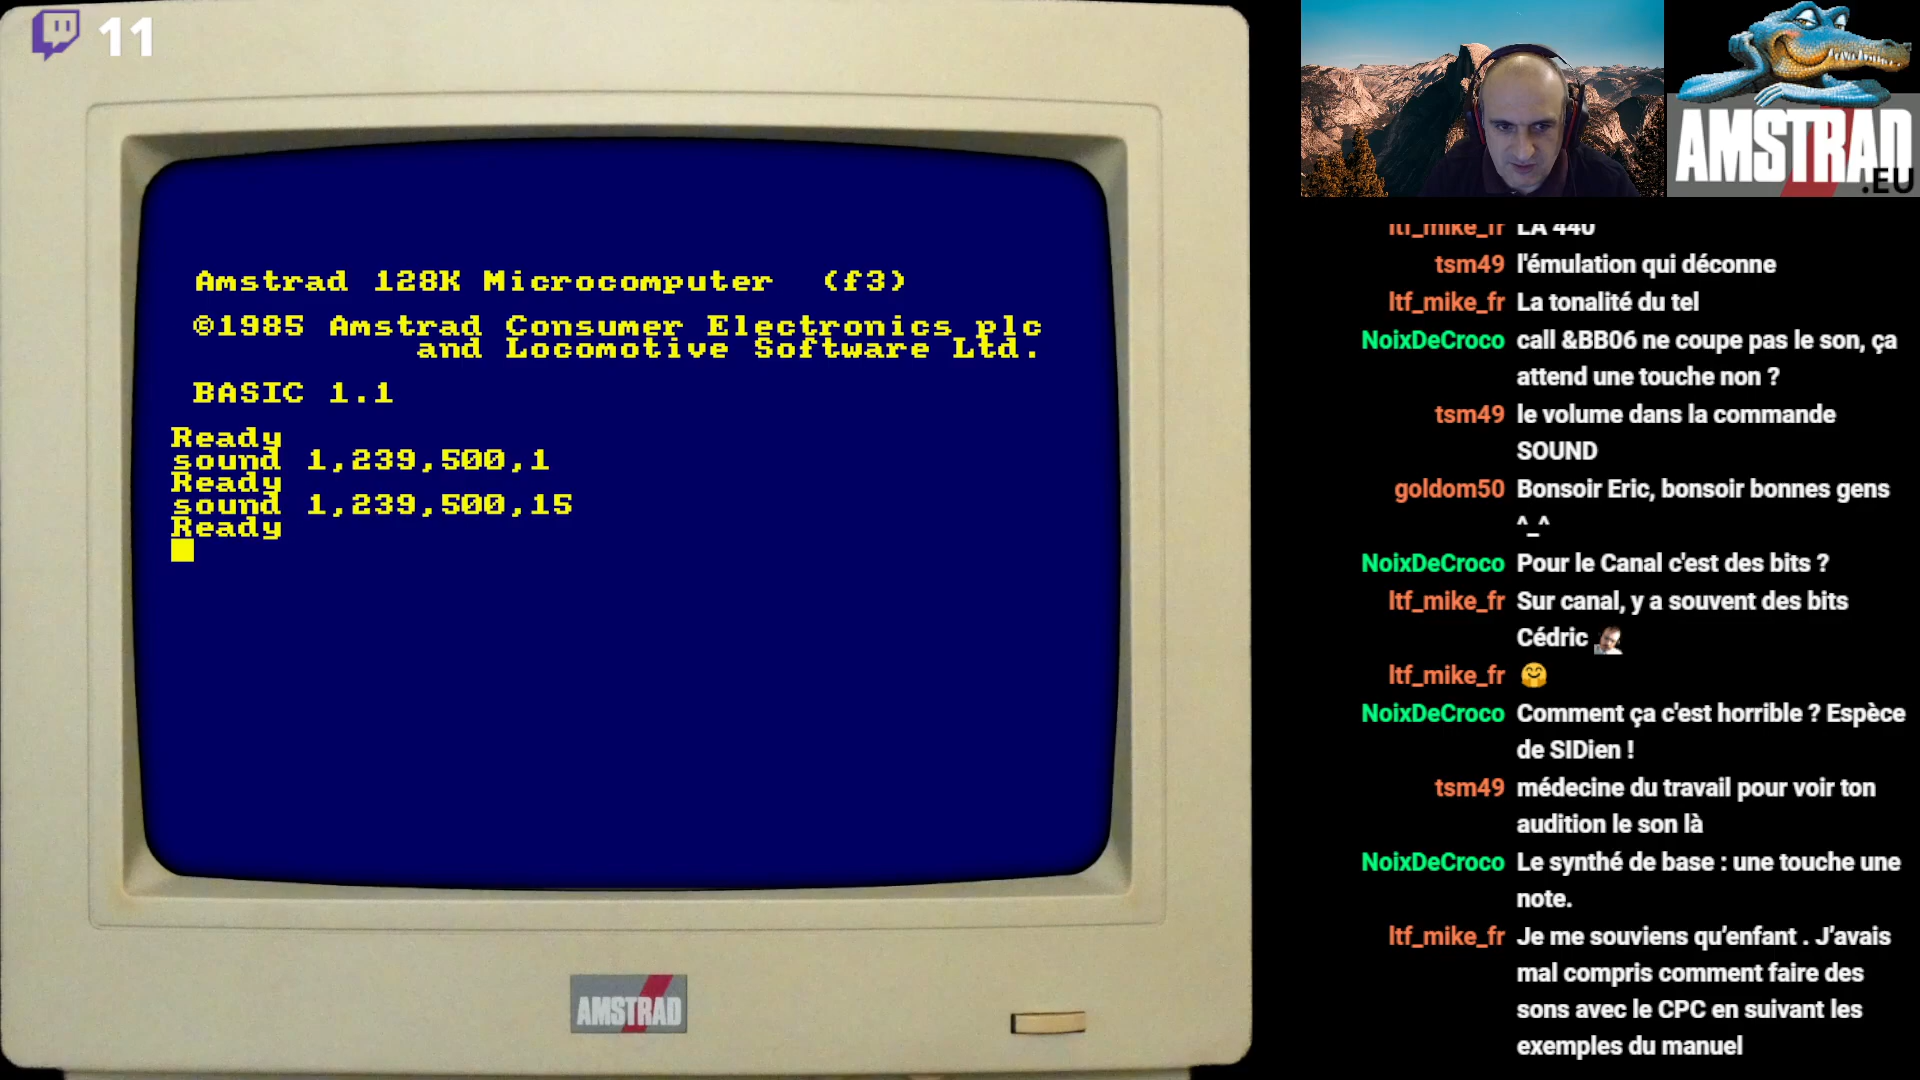 11
Amstrad 128K Microcomputer (f3)
©1985 Amstrad Consumer Electronics plc
and Locomotive Software Ltd.
BASIC 1.1
Ready
sound 1,239,500,1
Ready
sound 1,239,500,15
Ready
AMSTRAD
AMSTRAD
.EU
ltf_mike_fr LA 440
tsm49 l'émulation qui déconne
ltf_mike_fr La tonalité du tel
NoixDeCroco call &BB06 ne coupe pas le son, ça
attend une touche non ?
tsm49 le volume dans la commande
SOUND
goldom50 Bonsoir Eric, bonsoir bonnes gens
^_^
NoixDeCroco Pour le Canal c'est des bits ?
ltf_mike_fr Sur canal, y a souvent des bits
Cédric
ltf_mike_fr 🤗
NoixDeCroco Comment ça c'est horrible ? Espèce
de SIDien !
tsm49 médecine du travail pour voir ton
audition le son là
NoixDeCroco Le synthé de base : une touche une
note.
ltf_mike_fr Je me souviens qu’enfant . J’avais
mal compris comment faire des
sons avec le CPC en suivant les
exemples du manuel